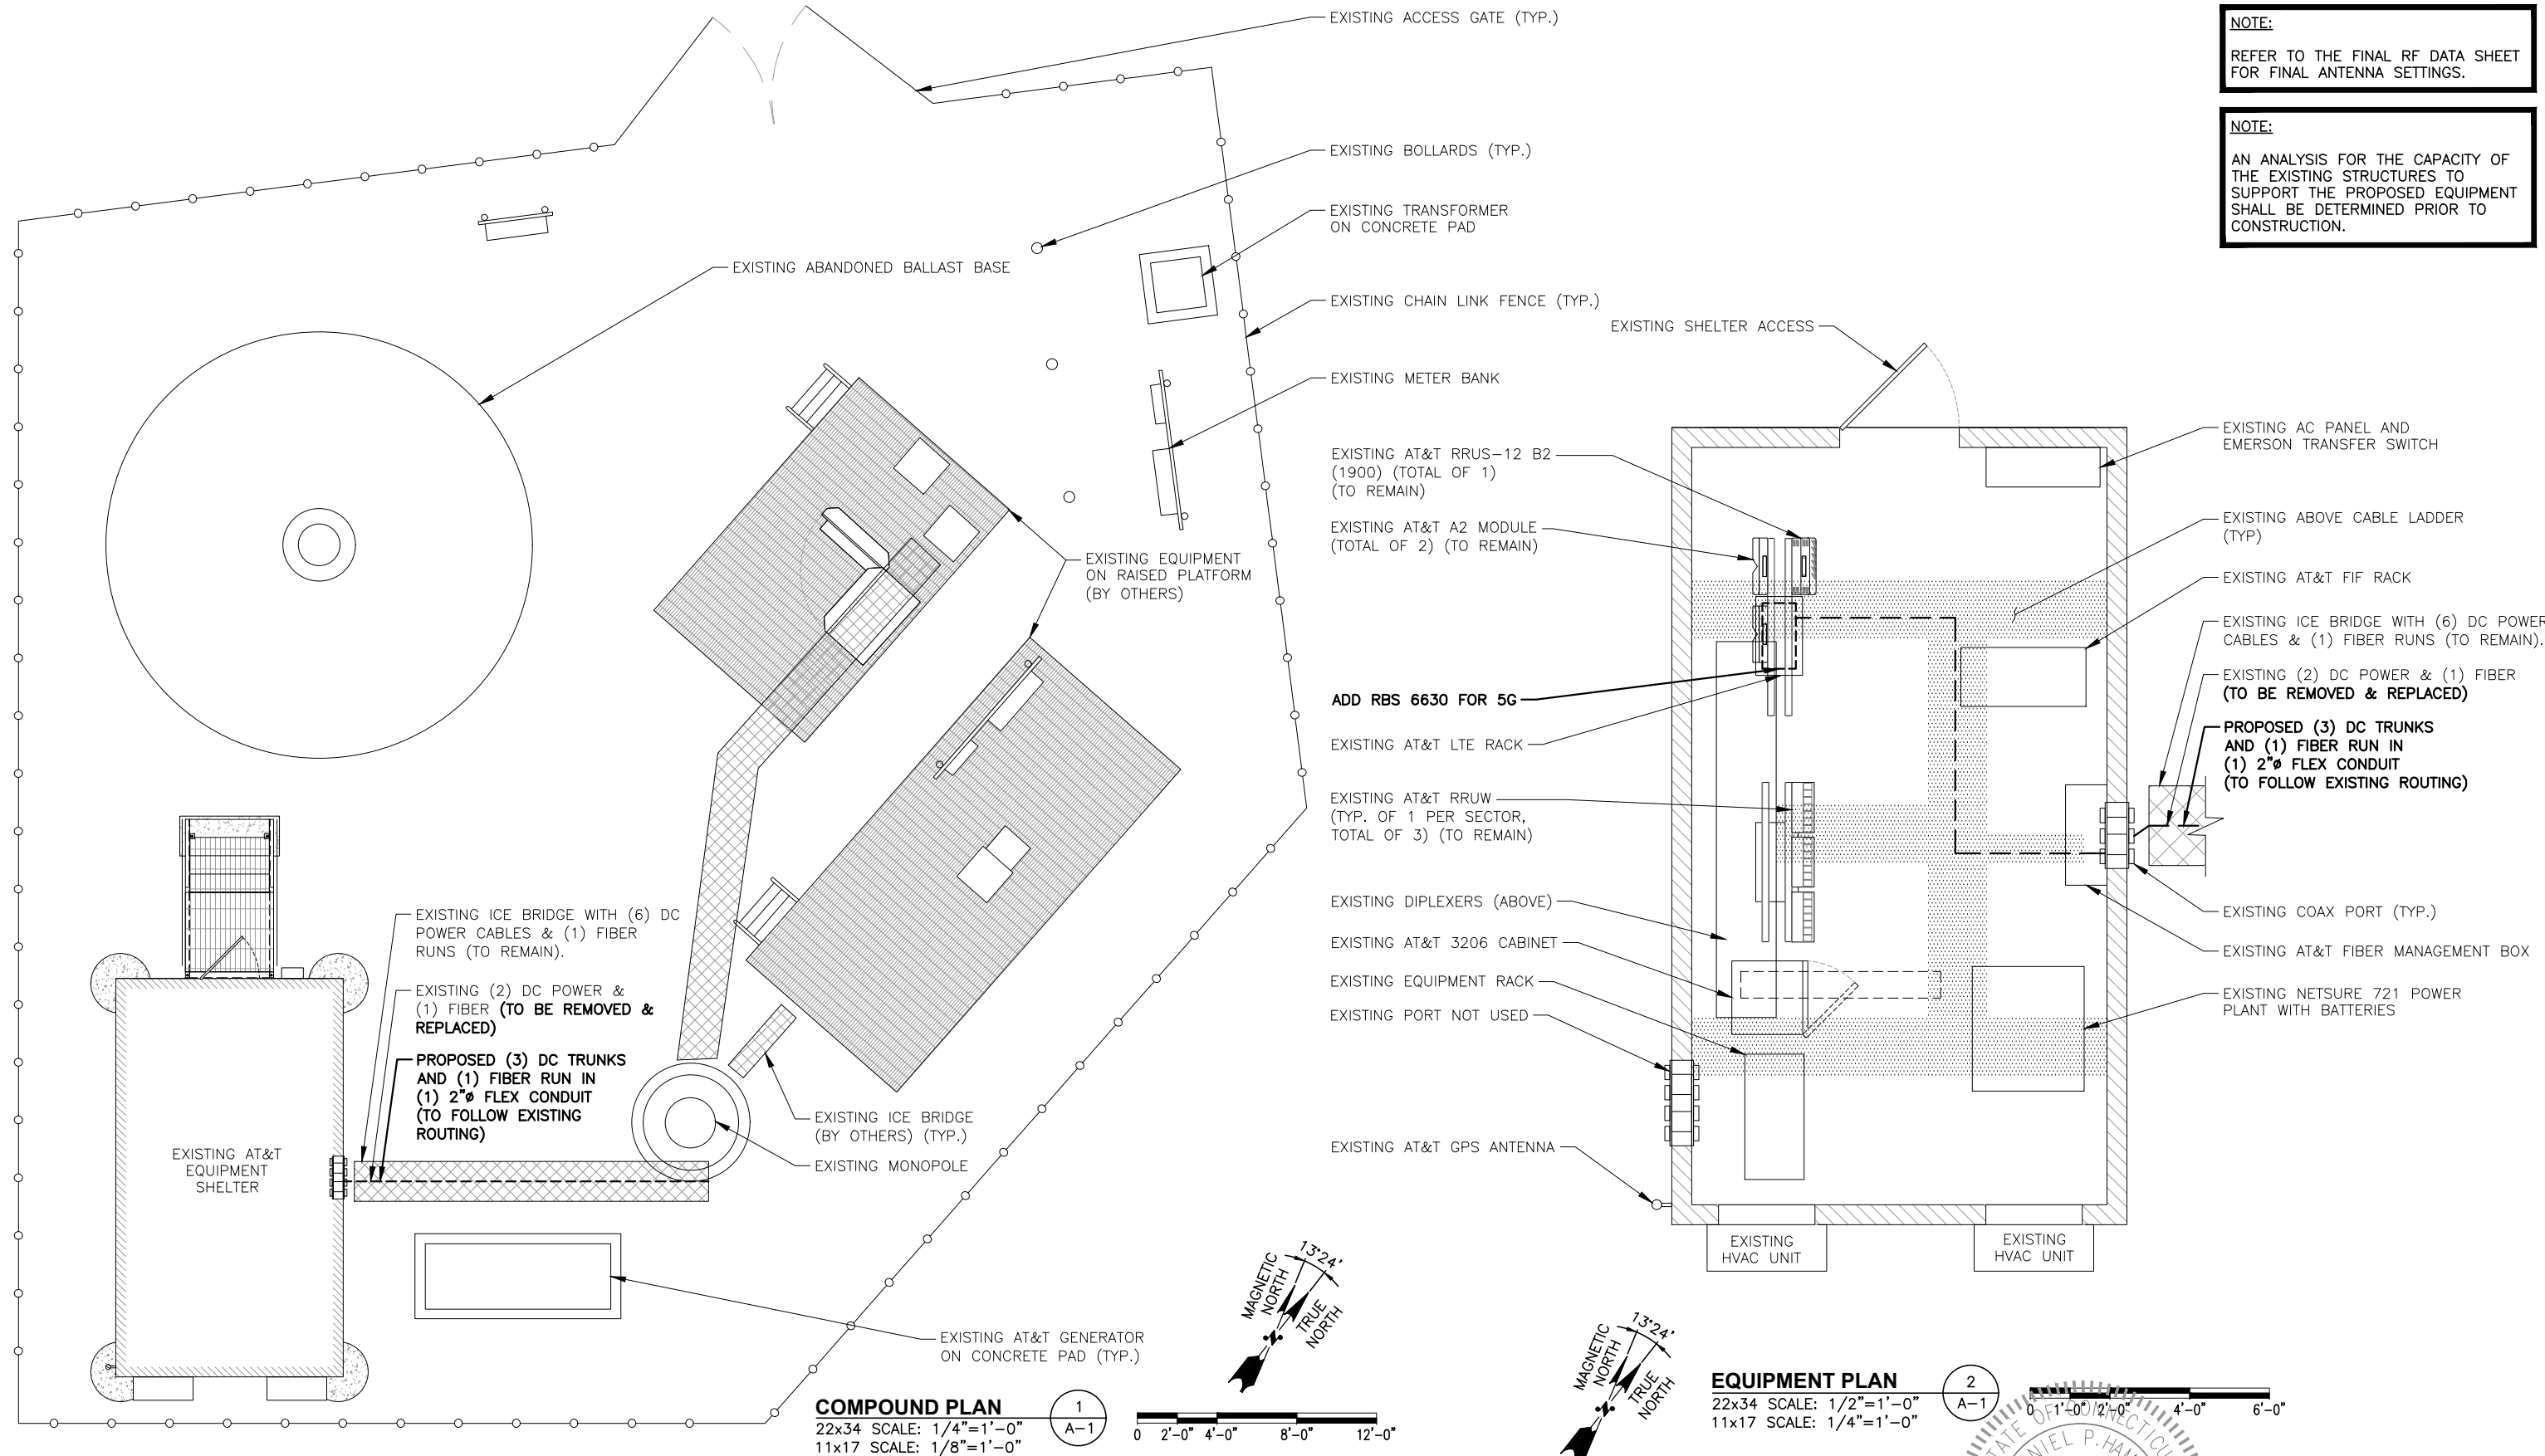 EXISTING ACCESS GATE (TYP.)
EXISTING BOLLARDS (TYP.)
EXISTING TRANSFORMER
ON CONCRETE PAD
EXISTING ABANDONED BALLAST BASE
EXISTING CHAIN LINK FENCE (TYP.)
EXISTING METER BANK
EXISTING EQUIPMENT
ON RAISED PLATFORM
(BY OTHERS)
EXISTING ICE BRIDGE WITH (6) DC
POWER CABLES & (1) FIBER
RUNS (TO REMAIN).
EXISTING (2) DC POWER &
(1) FIBER (TO BE REMOVED &
REPLACED)
PROPOSED (3) DC TRUNKS
AND (1) FIBER RUN IN
(1) 2"ø FLEX CONDUIT
(TO FOLLOW EXISTING
ROUTING)
EXISTING AT&T
EQUIPMENT
SHELTER
EXISTING ICE BRIDGE
(BY OTHERS) (TYP.)
EXISTING MONOPOLE
EXISTING AT&T GENERATOR
ON CONCRETE PAD (TYP.)
MAGNETIC
NORTH
13°24'
TRUE
NORTH
COMPOUND PLAN
22x34 SCALE: 1/4"=1'-0"
11x17 SCALE: 1/8"=1'-0"
1
A-1
0 2'-0" 4'-0" 8'-0" 12'-0"
NOTE:
REFER TO THE FINAL RF DATA SHEET
FOR FINAL ANTENNA SETTINGS.
NOTE:
AN ANALYSIS FOR THE CAPACITY OF
THE EXISTING STRUCTURES TO
SUPPORT THE PROPOSED EQUIPMENT
SHALL BE DETERMINED PRIOR TO
CONSTRUCTION.
EXISTING SHELTER ACCESS
EXISTING AT&T RRUS-12 B2
(1900) (TOTAL OF 1)
(TO REMAIN)
EXISTING AT&T A2 MODULE
(TOTAL OF 2) (TO REMAIN)
ADD RBS 6630 FOR 5G
EXISTING AT&T LTE RACK
EXISTING AT&T RRUW
(TYP. OF 1 PER SECTOR,
TOTAL OF 3) (TO REMAIN)
EXISTING DIPLEXERS (ABOVE)
EXISTING AT&T 3206 CABINET
EXISTING EQUIPMENT RACK
EXISTING PORT NOT USED
EXISTING AT&T GPS ANTENNA
EXISTING AC PANEL AND
EMERSON TRANSFER SWITCH
EXISTING ABOVE CABLE LADDER
(TYP)
EXISTING AT&T FIF RACK
EXISTING ICE BRIDGE WITH (6) DC POWER
CABLES & (1) FIBER RUNS (TO REMAIN).
EXISTING (2) DC POWER & (1) FIBER
(TO BE REMOVED & REPLACED)
PROPOSED (3) DC TRUNKS
AND (1) FIBER RUN IN
(1) 2"ø FLEX CONDUIT
(TO FOLLOW EXISTING ROUTING)
EXISTING COAX PORT (TYP.)
EXISTING AT&T FIBER MANAGEMENT BOX
EXISTING NETSURE 721 POWER
PLANT WITH BATTERIES
EXISTING
HVAC UNIT
EXISTING
HVAC UNIT
MAGNETIC
NORTH
13°24'
TRUE
NORTH
EQUIPMENT PLAN
22x34 SCALE: 1/2"=1'-0"
11x17 SCALE: 1/4"=1'-0"
2
A-1
0 1'-0" 2'-0" 4'-0" 6'-0"
STATE OF CONNECTICUT
P.